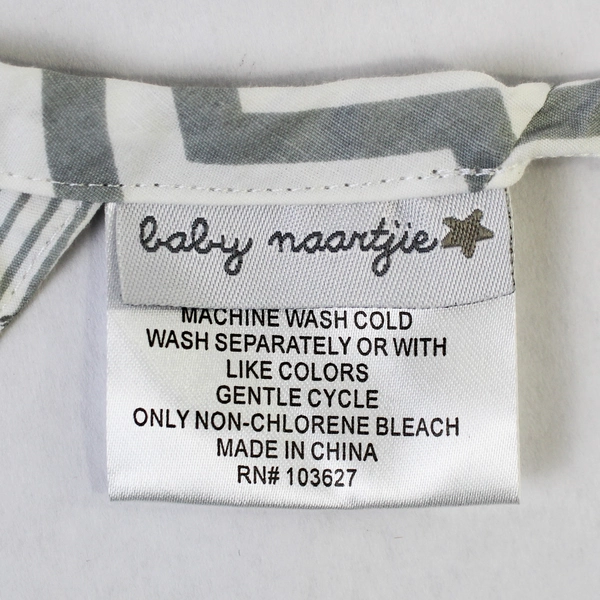 baby naartjie
MACHINE WASH COLD
WASH SEPARATELY OR WITH
LIKE COLORS
GENTLE CYCLE
ONLY NON-CHLORENE BLEACH
MADE IN CHINA
RN# 103627